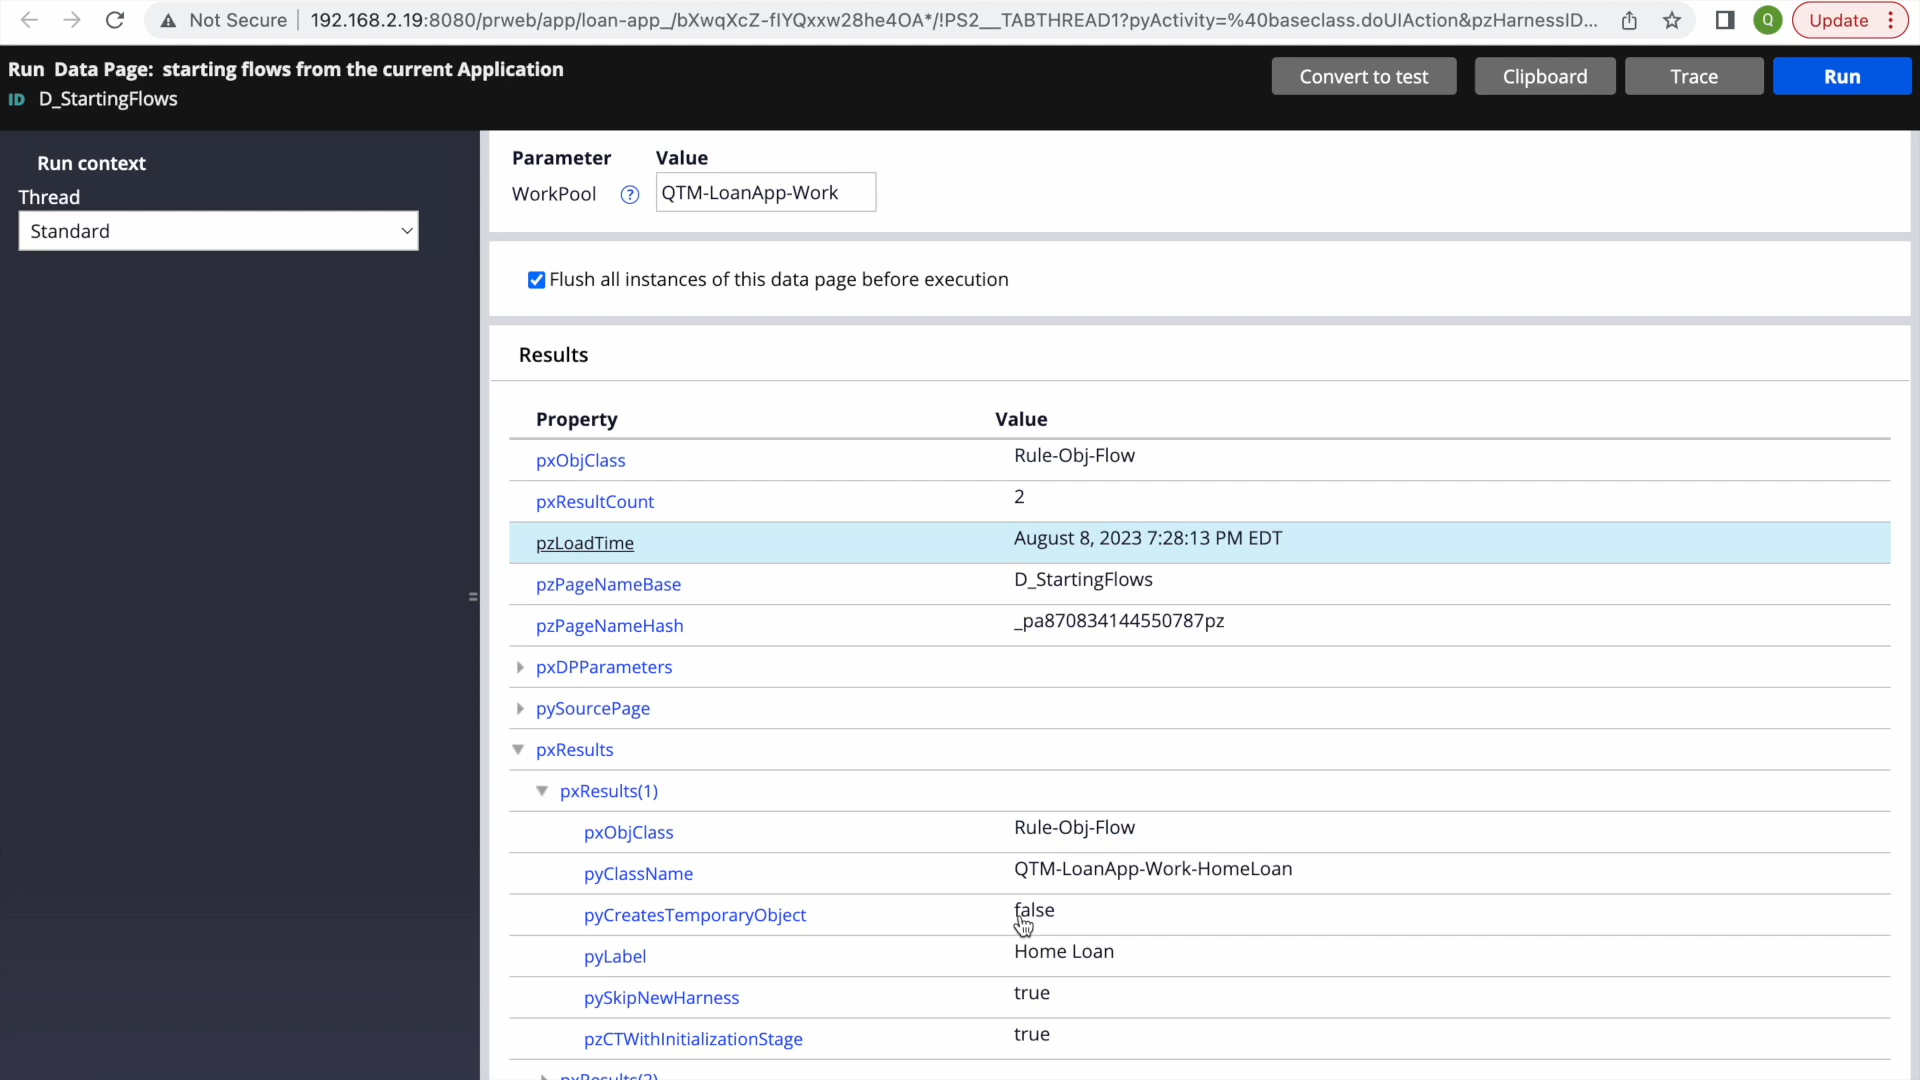 Not Secure 192.168.2.19:8080/prweb/app/loan-app_/bXwqXcZ-fIYQxxw28he4OA*/!PS2__TABTHREAD1?pyActivity=%40baseclass.doUIAction&pzHarnessID... Q Update
Run Data Page: starting flows from the current Application
ID D_StartingFlows
Convert to test Clipboard Trace Run
Run context
Thread
Standard
Parameter Value
WorkPool ? QTM-LoanApp-Work
Flush all instances of this data page before execution
Results
Property Value
pxObjClass Rule-Obj-Flow
pxResultCount 2
pzLoadTime August 8, 2023 7:28:13 PM EDT
pzPageNameBase D_StartingFlows
pzPageNameHash _pa870834144550787pz
pxDPParameters
pySourcePage
pxResults
pxResults(1)
pxObjClass Rule-Obj-Flow
pyClassName QTM-LoanApp-Work-HomeLoan
pyCreatesTemporaryObject false
pyLabel Home Loan
pySkipNewHarness true
pzCTWithInitializationStage true
pxResults(2)